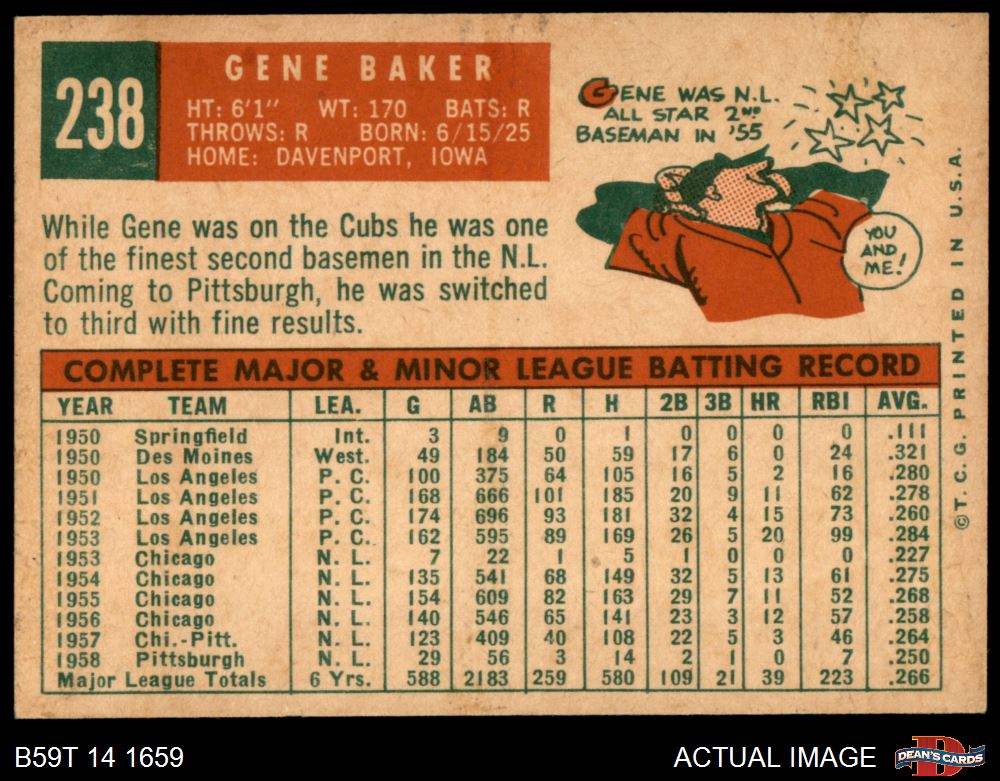 238
GENE BAKER
HT: 6'1" WT: 170 BATS: R
THROWS: R BORN: 6/15/25
HOME: DAVENPORT, IOWA
GENE WAS N.L.
ALL STAR 2ND
BASEMAN IN '55
YOU
AND
ME!
While Gene was on the Cubs he was one
of the finest second basemen in the N.L.
Coming to Pittsburgh, he was switched
to third with fine results.
COMPLETE MAJOR & MINOR LEAGUE BATTING RECORD
YEAR TEAM LEA. G AB R H 2B 3B HR RBI AVG.
1950 Springfield Int. 3 9 0 1 0 0 0 0 .111
1950 Des Moines West. 49 184 50 59 17 6 0 24 .321
1950 Los Angeles P. C. 100 375 64 105 16 5 2 16 .280
1951 Los Angeles P. C. 168 666 101 185 20 9 11 62 .278
1952 Los Angeles P. C. 174 696 93 181 32 4 15 73 .260
1953 Los Angeles P. C. 162 595 89 169 26 5 20 99 .284
1953 Chicago N. L. 7 22 1 5 1 0 0 0 .227
1954 Chicago N. L. 135 541 68 149 32 5 13 61 .275
1955 Chicago N. L. 154 609 82 163 29 7 11 52 .268
1956 Chicago N. L. 140 546 65 141 23 3 12 57 .258
1957 Chi.-Pitt. N. L. 123 409 40 108 22 5 3 46 .264
1958 Pittsburgh N. L. 29 56 3 14 2 1 0 7 .250
Major League Totals 6 Yrs. 588 2183 259 580 109 21 39 223 .266
©T. C. G. PRINTED IN U.S.A.
B59T 14 1659
ACTUAL IMAGE
DEAN'S CARDS